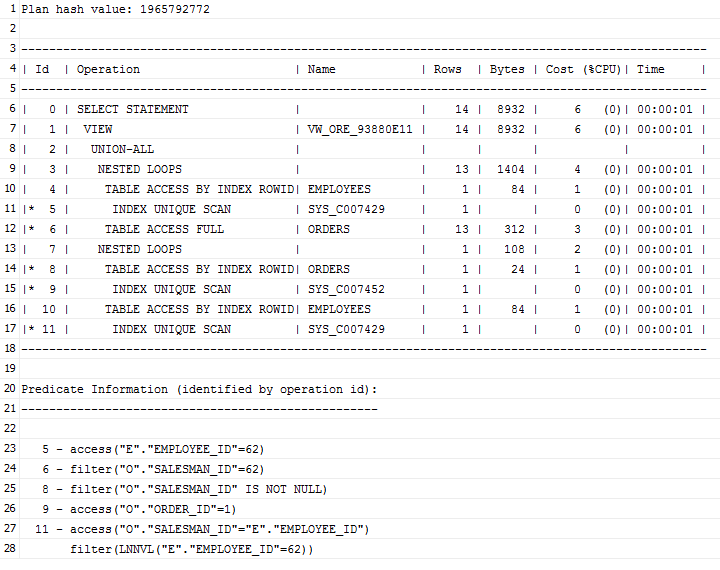 1 Plan hash value: 1965792772
2
3 ---------------------------------------------------------------------------------------------------
4 | Id  | Operation                      | Name            | Rows  | Bytes | Cost (%CPU)| Time     |
5 ---------------------------------------------------------------------------------------------------
6 |   0 | SELECT STATEMENT               |                 |    14 |  8932 |     6   (0)| 00:00:01 |
7 |   1 |  VIEW                          | VW_ORE_93880E11 |    14 |  8932 |     6   (0)| 00:00:01 |
8 |   2 |   UNION-ALL                    |                 |       |       |            |          |
9 |   3 |    NESTED LOOPS                |                 |    13 |  1404 |     4   (0)| 00:00:01 |
10 |   4 |     TABLE ACCESS BY INDEX ROWID| EMPLOYEES       |     1 |    84 |     1   (0)| 00:00:01 |
11 |*  5 |      INDEX UNIQUE SCAN         | SYS_C007429     |     1 |       |     0   (0)| 00:00:01 |
12 |*  6 |     TABLE ACCESS FULL          | ORDERS          |    13 |   312 |     3   (0)| 00:00:01 |
13 |   7 |    NESTED LOOPS                |                 |     1 |   108 |     2   (0)| 00:00:01 |
14 |*  8 |     TABLE ACCESS BY INDEX ROWID| ORDERS          |     1 |    24 |     1   (0)| 00:00:01 |
15 |*  9 |      INDEX UNIQUE SCAN         | SYS_C007452     |     1 |       |     0   (0)| 00:00:01 |
16 |  10 |     TABLE ACCESS BY INDEX ROWID| EMPLOYEES       |     1 |    84 |     1   (0)| 00:00:01 |
17 |* 11 |      INDEX UNIQUE SCAN         | SYS_C007429     |     1 |       |     0   (0)| 00:00:01 |
18 ---------------------------------------------------------------------------------------------------
19
20 Predicate Information (identified by operation id):
21 ---------------------------------------------------
22
23    5 - access("E"."EMPLOYEE_ID"=62)
24    6 - filter("O"."SALESMAN_ID"=62)
25    8 - filter("O"."SALESMAN_ID" IS NOT NULL)
26    9 - access("O"."ORDER_ID"=1)
27   11 - access("O"."SALESMAN_ID"="E"."EMPLOYEE_ID")
28        filter(LNNVL("E"."EMPLOYEE_ID"=62))